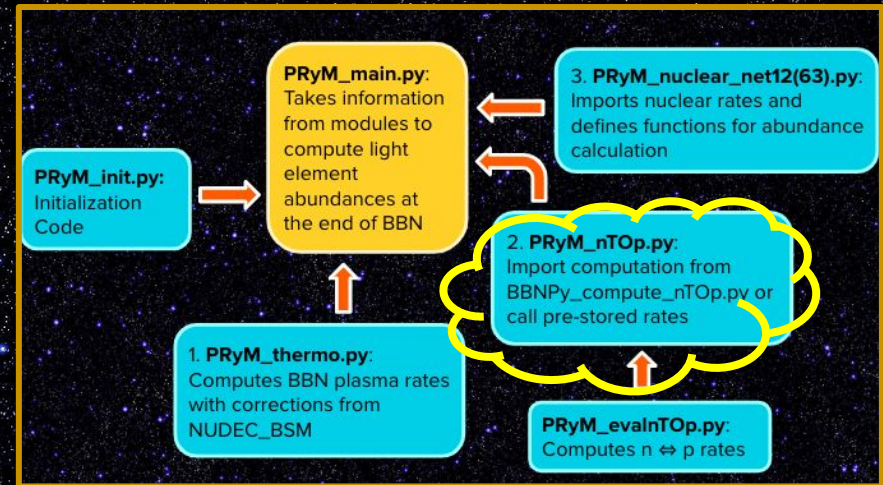 PRyM_main.py:
Takes information
from modules to
compute light
element
abundances at
the end of BBN
3. PRyM_nuclear_net12(63).py:
Imports nuclear rates and
defines functions for abundance
calculation
PRyM_init.py:
Initialization
Code
2. PRyM_nTOp.py:
Import computation from
BBNPy_compute_nTOp.py or
call pre-stored rates
1. PRyM_thermo.py:
Computes BBN plasma rates
with corrections from
NUDEC_BSM
PRyM_evalnTOp.py:
Computes n ⇔ p rates